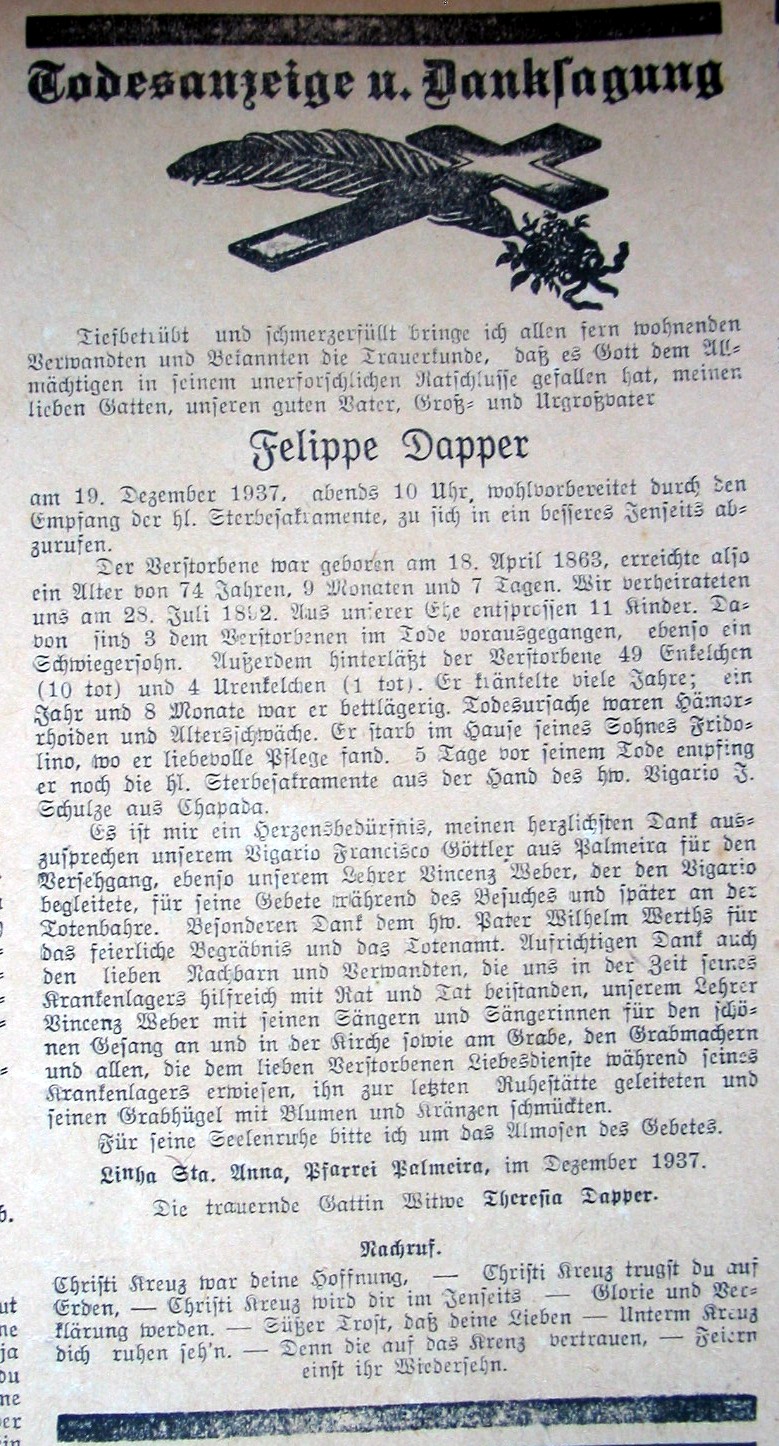 Todesanzeige u. Danksagung
Tiefbetrübt und schmerzerfüllt bringe ich allen fern wohnenden
Verwandten und Bekannten die Trauerkunde, daß es Gott dem All-
mächtigen in seinem unerforschlichen Ratschlusse gefallen hat, meinen
lieben Gatten, unseren guten Vater, Groß- und Urgroßvater
Felippe Dapper
am 19. Dezember 1937, abends 10 Uhr, wohlvorbereitet durch den
Empfang der hl. Sterbesakramente, zu sich in ein besseres Jenseits ab-
zurufen.
Der Verstorbene war geboren am 18. April 1863, erreichte also
ein Alter von 74 Jahren, 9 Monaten und 7 Tagen. Wir verheirateten
uns am 28. Juli 1892. Aus unserer Ehe entsprossen 11 Kinder. Da-
von sind 3 dem Verstorbenen im Tode vorausgegangen, ebenso ein
Schwiegersohn. Außerdem hinterläßt der Verstorbene 49 Enkelchen
(10 tot) und 4 Urenkelchen (1 tot). Er kränkelte viele Jahre; ein
Jahr und 8 Monate war er bettlägerig. Todesursache waren Hämor-
rhoiden und Altersschwäche. Er starb im Hause seines Sohnes Frido-
lino, wo er liebevolle Pflege fand. 5 Tage vor seinem Tode empfing
er noch die hl. Sterbesakramente aus der Hand des hw. Vigario J.
Schulze aus Chapada.
Es ist mir ein Herzensbedürfnis, meinen herzlichsten Dank aus-
zusprechen unserem Vigario Francisco Göttler aus Palmeira für den
Versehgang, ebenso unserem Lehrer Vincenz Weber, der den Vigario
begleitete, für seine Gebete während des Besuches und später an der
Totenbahre. Besonderen Dank dem hw. Pater Wilhelm Werths für
das feierliche Begräbnis und das Totenamt. Aufrichtigen Dank auch
den lieben Nachbarn und Verwandten, die uns in der Zeit seines
Krankenlagers hilfreich mit Rat und Tat beistanden, unserem Lehrer
Vincenz Weber mit seinen Sängern und Sängerinnen für den schö-
nen Gesang an und in der Kirche sowie am Grabe, den Grabmachern
und allen, die dem lieben Verstorbenen Liebesdienste während seines
Krankenlagers erwiesen, ihn zur letzten Ruhestätte geleiteten und
seinen Grabhügel mit Blumen und Kränzen schmückten.
Für seine Seelenruhe bitte ich um das Almosen des Gebetes.
Linha Sta. Anna, Pfarrei Palmeira, im Dezember 1937.
Die trauernde Gattin Witwe Theresia Dapper.
Nachruf.
Christi Kreuz war deine Hoffnung, — Christi Kreuz trugst du auf
Erden, — Christi Kreuz wird dir im Jenseits — Glorie und Ver-
klärung werden. — Süßer Trost, daß deine Lieben — Unterm Kreuz
dich ruhen seh'n. — Denn die auf das Krenz vertrauen, — Feiern
einst ihr Wiedersehn.